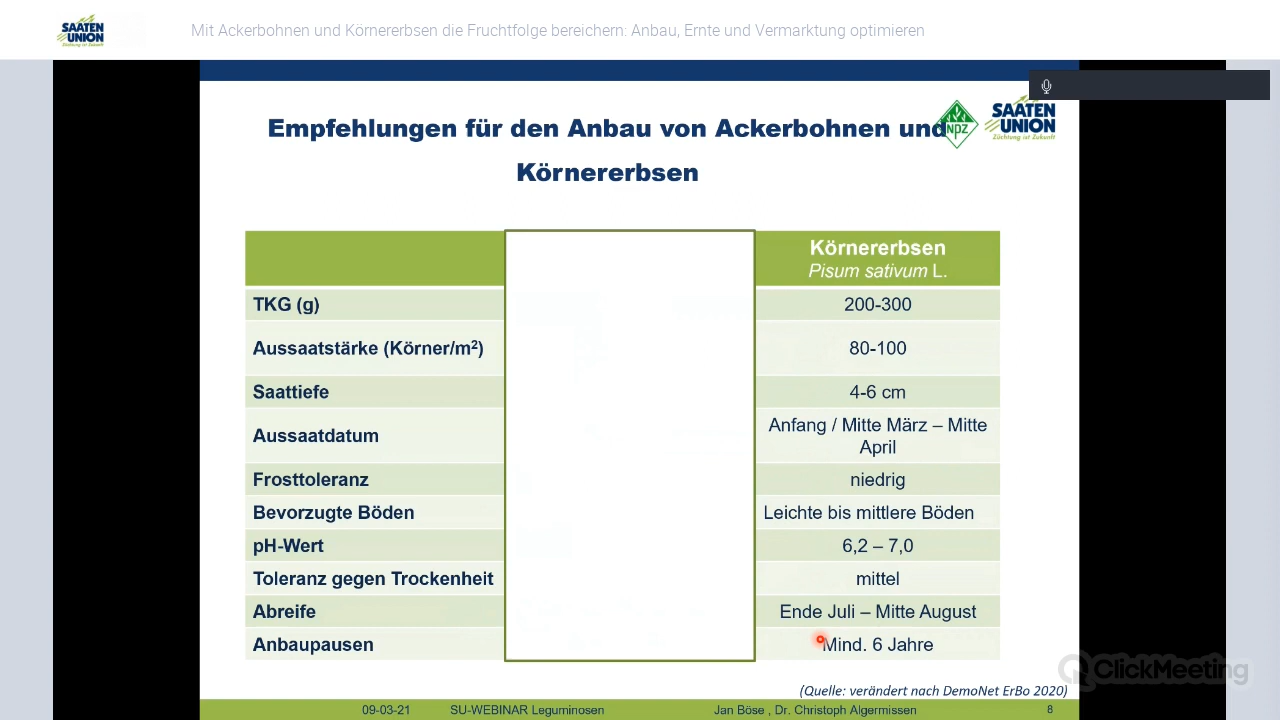 SAATEN
UNION
Züchtung ist Zukunft
Mit Ackerbohnen und Körnererbsen die Fruchtfolge bereichern: Anbau, Ernte und Vermarktung optimieren
Empfehlungen für den Anbau von Ackerbohnen und
Körnererbsen
NPZ
SAATEN
UNION
Züchtung ist Zukunft
Körnererbsen
Pisum sativum L.
TKG (g) 200-300
Aussaatstärke (Körner/m²) 80-100
Saattiefe 4-6 cm
Aussaatdatum Anfang / Mitte März – Mitte
April
Frosttoleranz niedrig
Bevorzugte Böden Leichte bis mittlere Böden
pH-Wert 6,2 – 7,0
Toleranz gegen Trockenheit mittel
Abreife Ende Juli – Mitte August
Anbaupausen Mind. 6 Jahre
ClickMeeting
(Quelle: verändert nach DemoNet ErBo 2020)
09-03-21 SU-WEBINAR Leguminosen Jan Böse , Dr. Christoph Algermissen 8